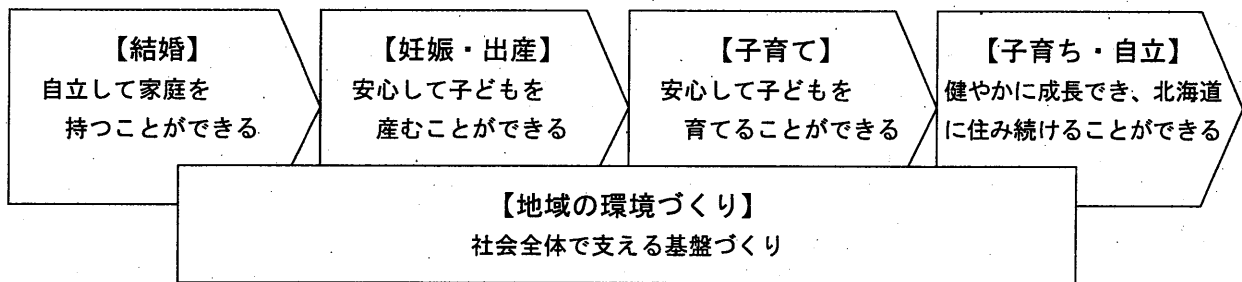 【結婚】
自立して家庭を
持つことができる
【妊娠・出産】
安心して子どもを
産むことができる
【子育て】
安心して子どもを
育てることができる
【子育ち・自立】
健やかに成長でき、北海道
に住み続けることができる
【地域の環境づくり】
社会全体で支える基盤づくり